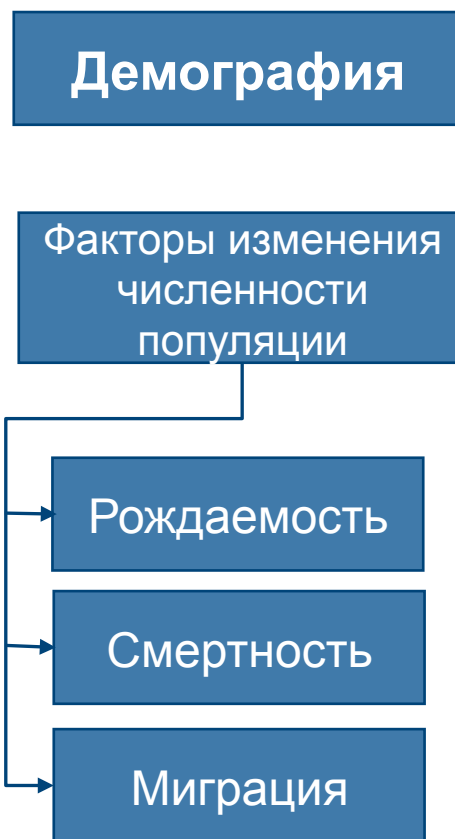 Демография
Факторы изменения
численности
популяции
Рождаемость
Смертность
Миграция